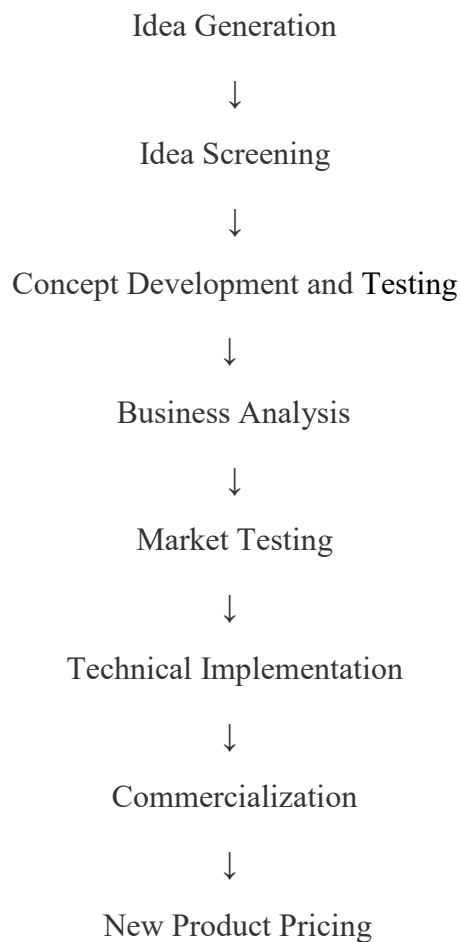 Idea Generation
↓
Idea Screening
↓
Concept Development and Testing
↓
Business Analysis
↓
Market Testing
↓
Technical Implementation
↓
Commercialization
↓
New Product Pricing